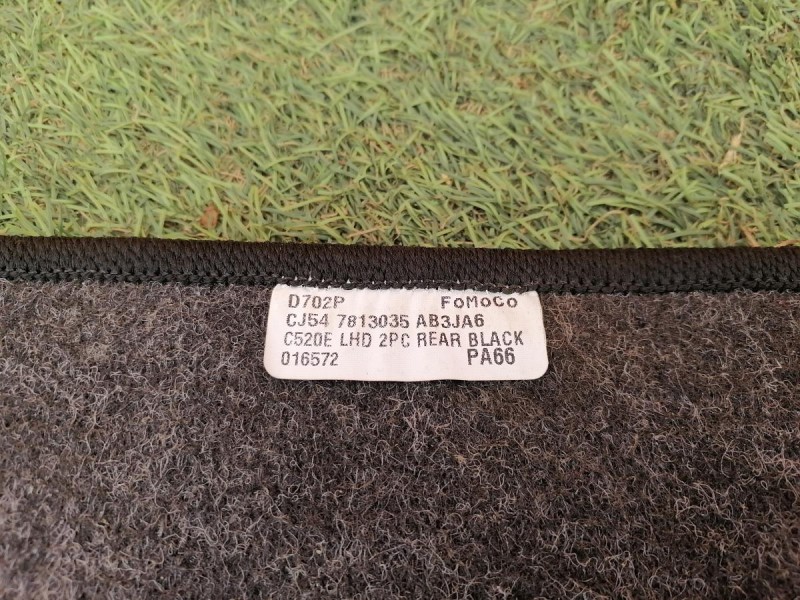 D702P FoMoCo
CJ54 7813035 AB3JA6
C520E LHD 2PC REAR BLACK
016572 PA66